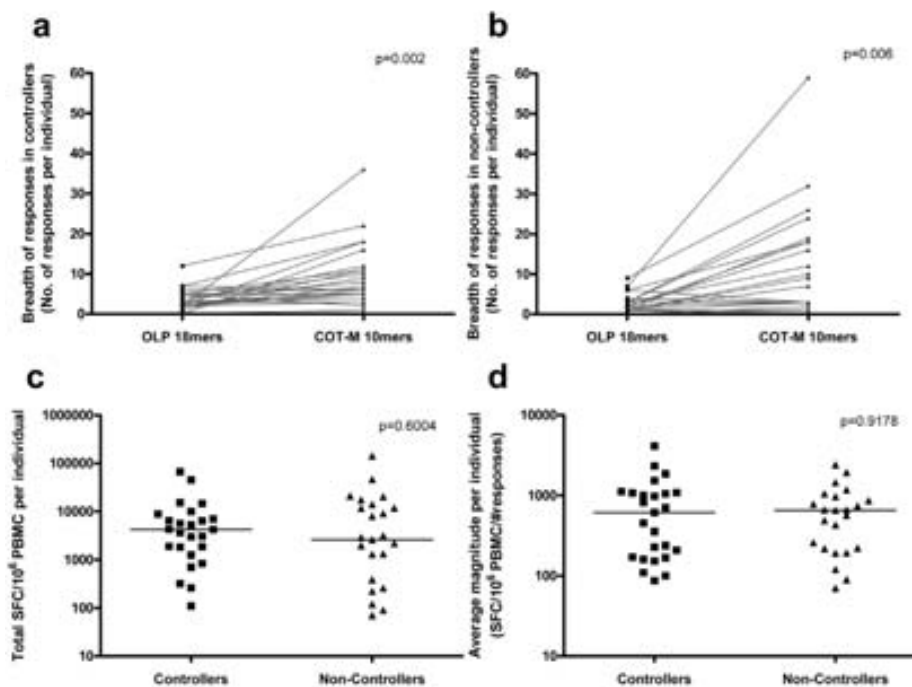 a
p=0.002
Breadth of responses in controllers
(No. of responses per individual)
60
50
40
30
20
10
0
OLP 18mers
COT-M 10mers
b
p=0.006
Breadth of responses in non-controllers
(No. of responses per individual)
60
50
40
30
20
10
0
OLP 18mers
COT-M 10mers
c
p=0.6004
Total SFC/10⁶ PBMC per individual
1000000
100000
10000
1000
100
10
Controllers
Non-Controllers
d
p=0.9178
Average magnitude per individual
(SFC/10⁶ PBMC/#responses)
10000
1000
100
10
Controllers
Non-Controllers